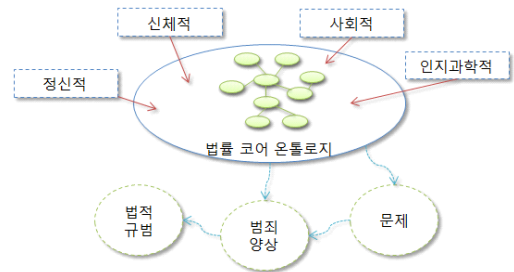 신체적
사회적
정신적
인지과학적
법률 코어 온톨로지
법적
규범
범죄
양상
문제